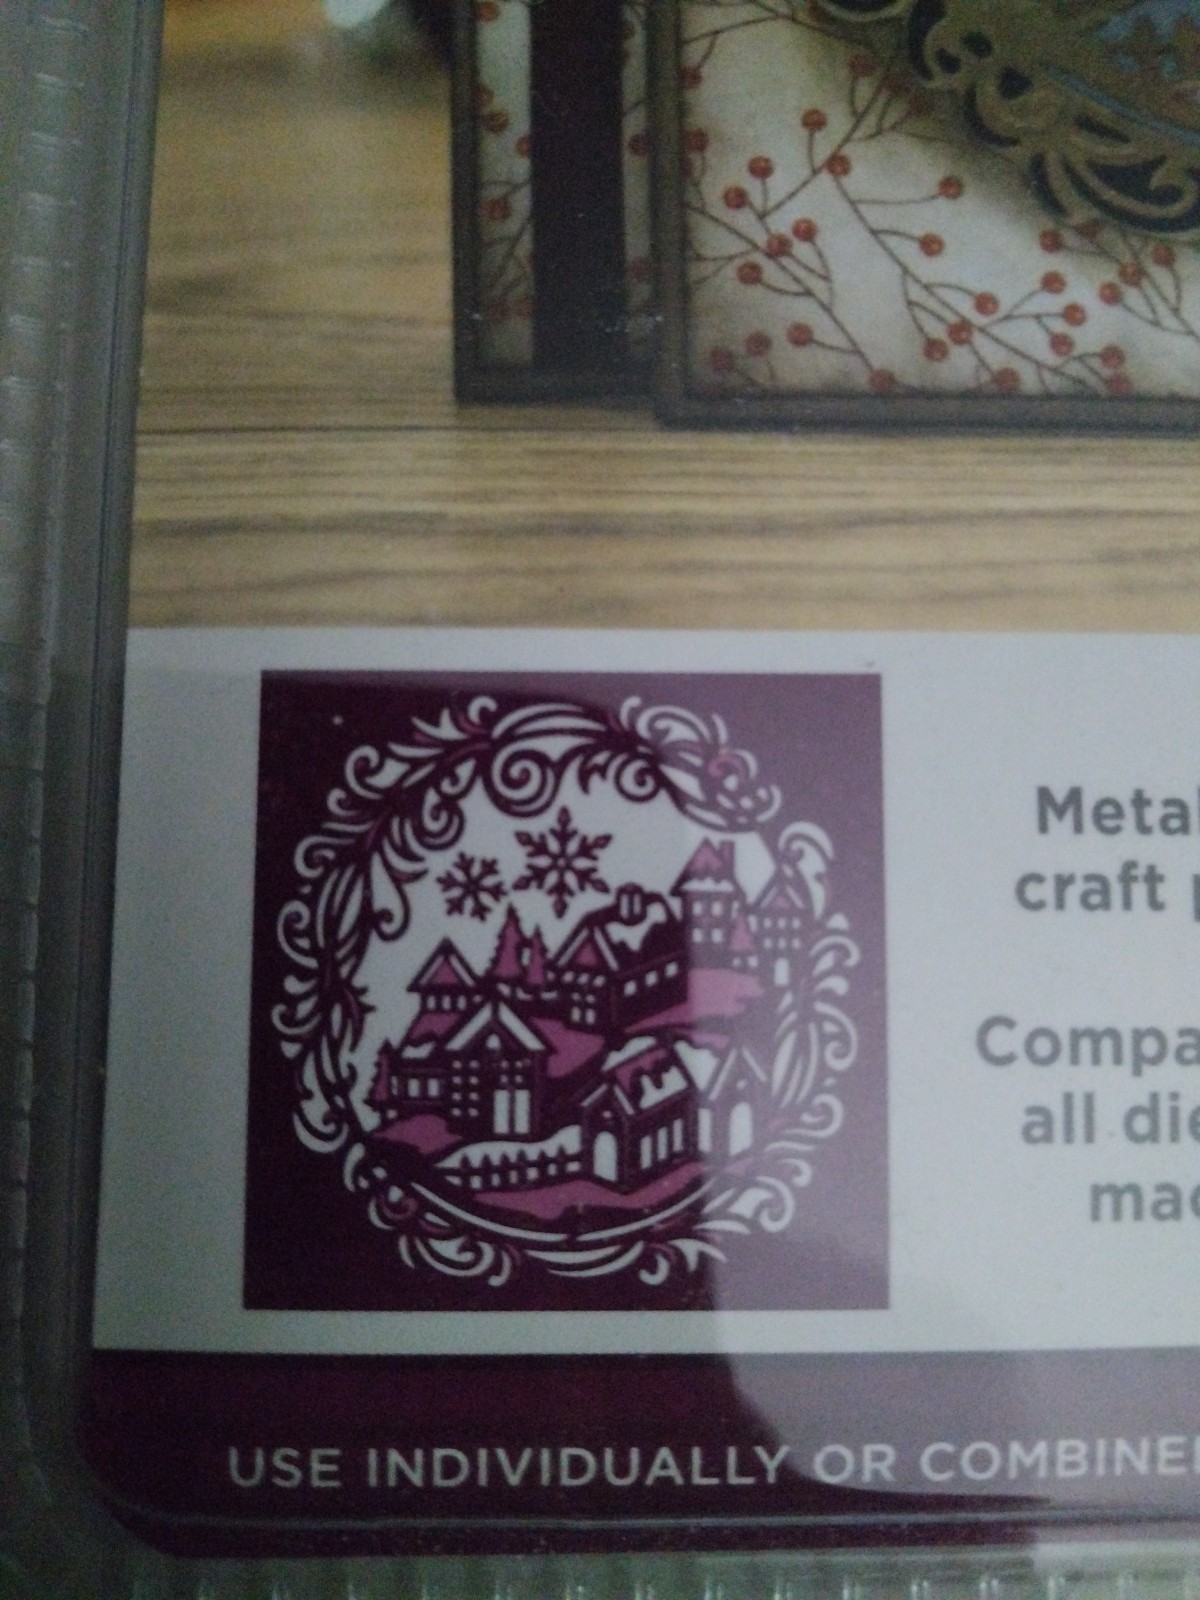 Metal
craft p
Compa
all die
mac
USE INDIVIDUALLY OR COMBINE